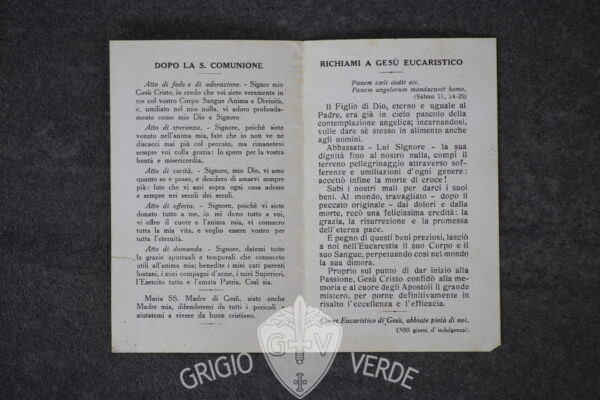 DOPO LA S. COMUNIONE
Atto di fede e di adorazione. - Signor mio
Gesù Cristo, io credo che voi siete veramente in
me col vostro Corpo Sangue Anima e Divinità,
e, umiliato nel mio nulla, vi adoro profondamente
come mio Dio e Signore.
Atto di speranza. - Signore, poichè siete
venuto nell'anima mia, fate che io non ve ne
discacci mai più col peccato, ma rimanetevi
sempre voi colla grazia: lo spero per la vostra
bontà e misericordia.
Atto di carità. - Signore, mio Dio, vi amo
quanto so e posso, e desidero di amarvi sempre
più: fate che vi ami sopra ogni cosa adesso
e sempre nei secoli dei secoli.
Atto di offerta. - Signore, poichè vi siete
donato tutto a me, io mi dono tutto a voi,
vi offro il cuore e l'anima mia, vi consacro
tutta la mia vita, e voglio essere vostro per
tutta l'eternità.
Atto di domanda. - Signore, datemi tutte
le grazie spirituali e temporali che conoscete
utili all'anima mia; benedite i miei cari parenti
lontani, i miei compagni d'arme, i miei Superiori,
l'Esercito tutto e l'amata Patria. Così sia.
Maria SS. Madre di Gesù, siate anche
Madre mia, difendetemi da tutti i pericoli e
aiutatemi a vivere da buon cristiano.
RICHIAMI A GESÙ EUCARISTICO
Panem cœli dedit eis.
Panem angelorum manducavit homo.
(Salmo 77, 24-25)
Il Figlio di Dio, eterno e uguale al
Padre, era già in cielo pascolo della
contemplazione angelica; incarnandosi,
volle dare sè stesso in alimento anche
agli uomini.
Abbassata - Lui Signore - la sua
dignità fino al nostro nulla, compì il
terreno pellegrinaggio attraverso sof-
ferenze e umiliazioni d'ogni genere:
accettò infine la morte di croce!
Subì i nostri mali per darci i suoi
beni. Al mondo, travagliato - dopo il
peccato originale - dai dolori e dalla
morte, recò una felicissima eredità: la
grazia, la risurrezione e la promessa
dell'eterna pace.
E pegno di questi beni preziosi, lasciò
a noi nell'Eucarestia il suo Corpo e il
suo Sangue, perpetuando così nel mondo
la sua dimora.
Proprio sul punto di dar inizio alla
Passione, Gesù Cristo confidò alla me-
moria e al cuore degli Apostoli il grande
mistero, per porne definitivamente in
risalto l'eccellenza e l'efficacia.
Cuore Eucaristico di Gesù, abbiate pietà di noi.
(300 giorni d'indulgenza).
G V
GRIGIO VERDE